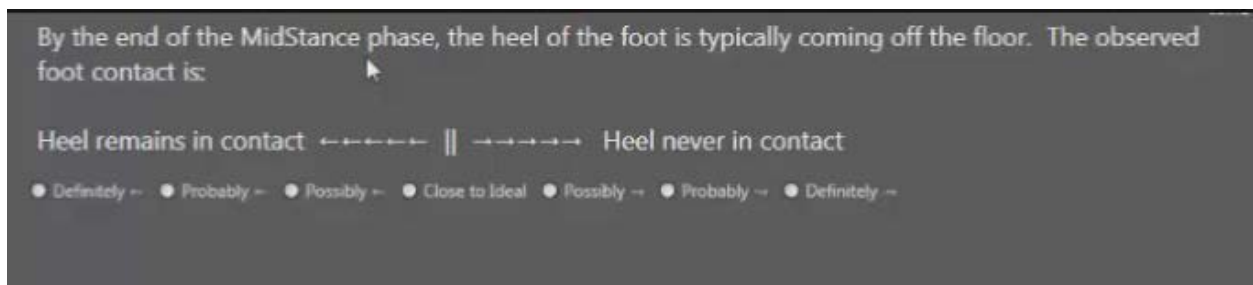 By the end of the MidStance phase, the heel of the foot is typically coming off the floor. The observed
foot contact is:
Heel remains in contact ←←←←← || →→→→→ Heel never in contact
Definitely ← Probably ← Possibly ← Close to Ideal Possibly → Probably → Definitely →